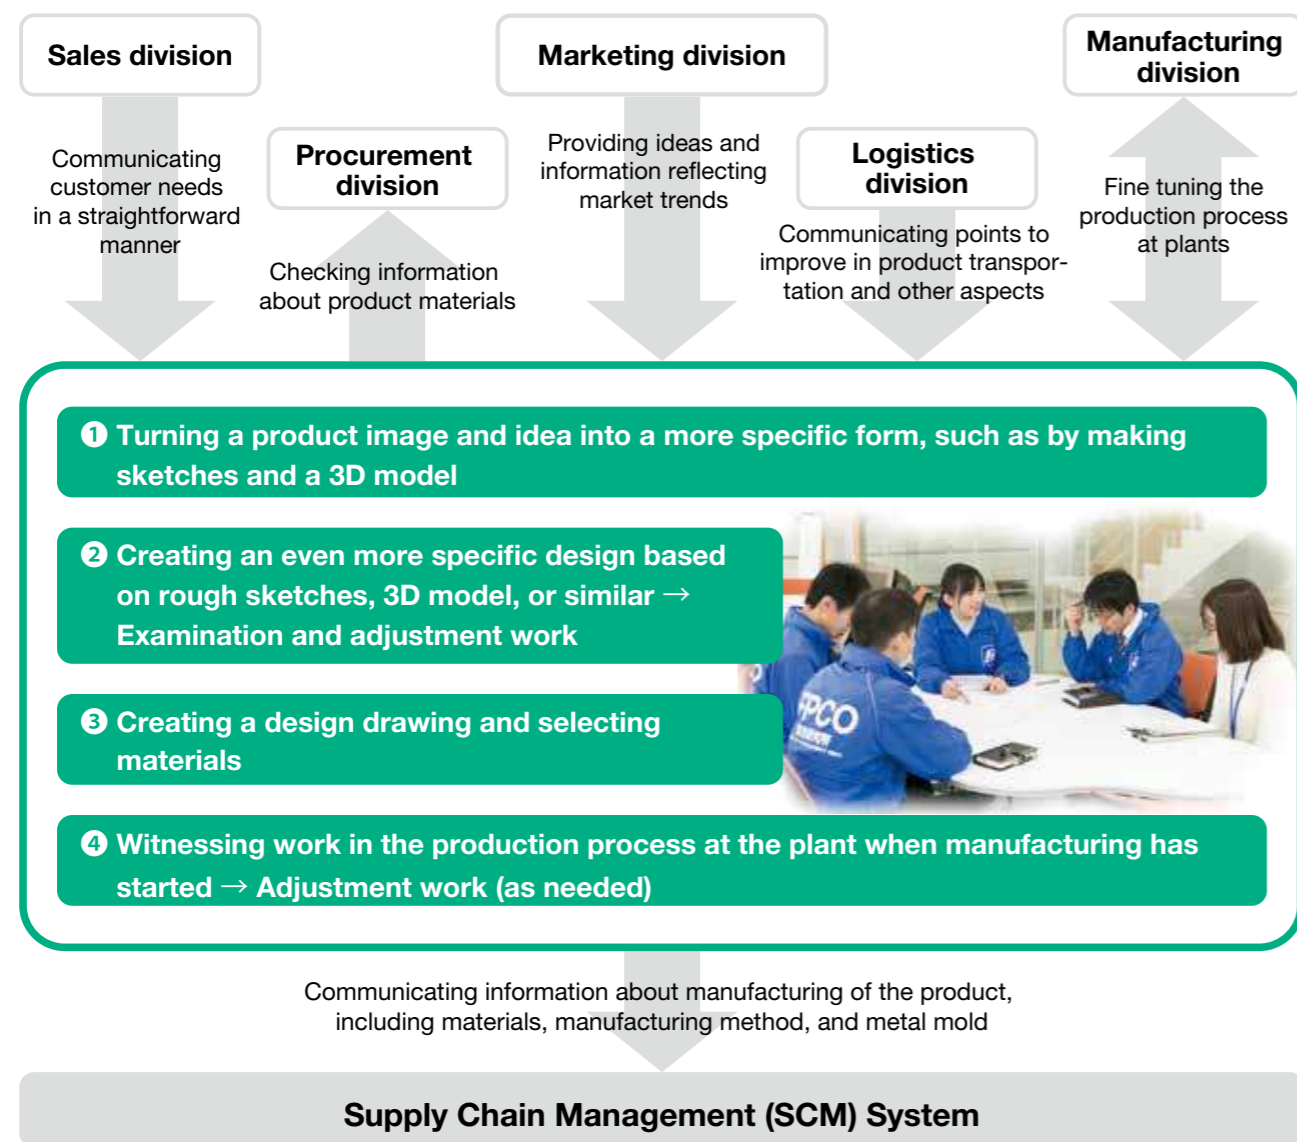 Sales division
Marketing division
Manufacturing
division
Procurement
division
Logistics
division
Communicating
customer needs
in a straightforward
manner
Checking information
about product materials
Providing ideas and
information reflecting
market trends
Communicating points to
improve in product transpor-
tation and other aspects
Fine tuning the
production process
at plants
❶ Turning a product image and idea into a more specific form, such as by making
sketches and a 3D model
❷ Creating an even more specific design based
on rough sketches, 3D model, or similar →
Examination and adjustment work
❸ Creating a design drawing and selecting
materials
FPCO
❹ Witnessing work in the production process at the plant when manufacturing has
started → Adjustment work (as needed)
Communicating information about manufacturing of the product,
including materials, manufacturing method, and metal mold
Supply Chain Management (SCM) System